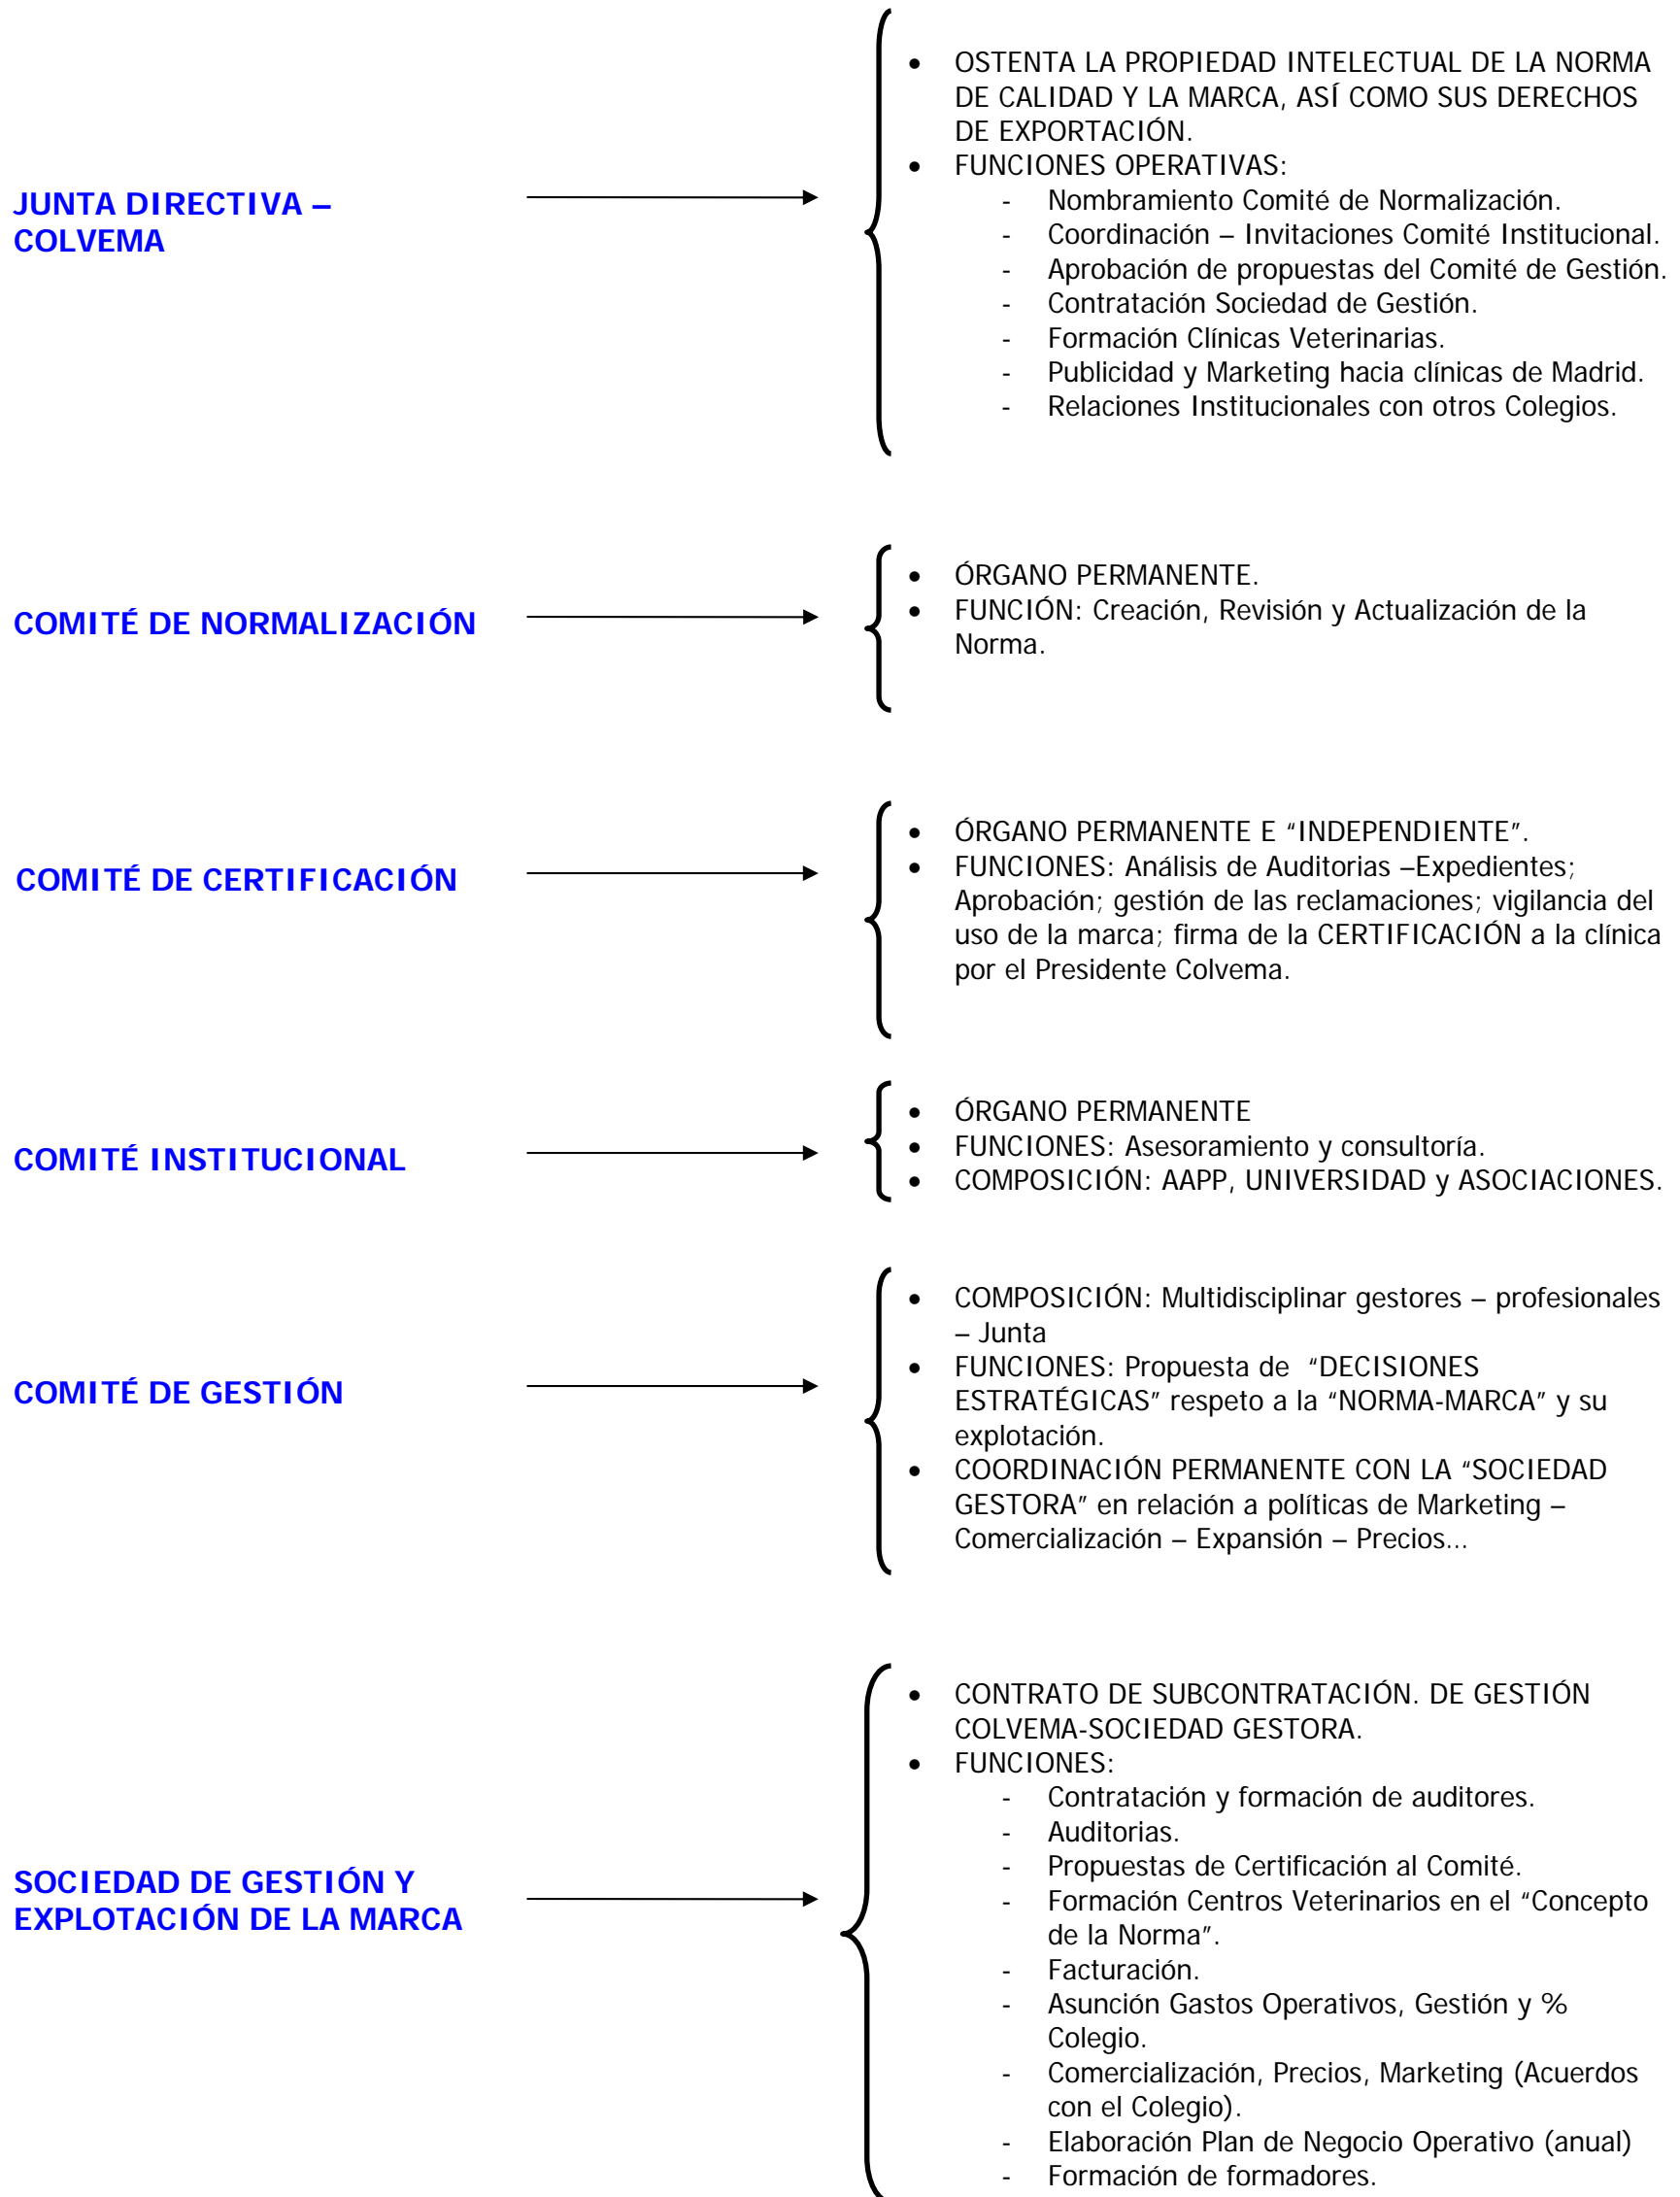 JUNTA DIRECTIVA –
COLVEMA
• OSTENTA LA PROPIEDAD INTELECTUAL DE LA NORMA
DE CALIDAD Y LA MARCA, ASÍ COMO SUS DERECHOS
DE EXPORTACIÓN.
• FUNCIONES OPERATIVAS:
- Nombramiento Comité de Normalización.
- Coordinación – Invitaciones Comité Institucional.
- Aprobación de propuestas del Comité de Gestión.
- Contratación Sociedad de Gestión.
- Formación Clínicas Veterinarias.
- Publicidad y Marketing hacia clínicas de Madrid.
- Relaciones Institucionales con otros Colegios.
COMITÉ DE NORMALIZACIÓN
• ÓRGANO PERMANENTE.
• FUNCIÓN: Creación, Revisión y Actualización de la
Norma.
COMITÉ DE CERTIFICACIÓN
• ÓRGANO PERMANENTE E “INDEPENDIENTE”.
• FUNCIONES: Análisis de Auditorias –Expedientes;
Aprobación; gestión de las reclamaciones; vigilancia del
uso de la marca; firma de la CERTIFICACIÓN a la clínica
por el Presidente Colvema.
COMITÉ INSTITUCIONAL
• ÓRGANO PERMANENTE
• FUNCIONES: Asesoramiento y consultoría.
• COMPOSICIÓN: AAPP, UNIVERSIDAD y ASOCIACIONES.
COMITÉ DE GESTIÓN
• COMPOSICIÓN: Multidisciplinar gestores – profesionales
– Junta
• FUNCIONES: Propuesta de “DECISIONES
ESTRATÉGICAS” respeto a la “NORMA-MARCA” y su
explotación.
• COORDINACIÓN PERMANENTE CON LA “SOCIEDAD
GESTORA” en relación a políticas de Marketing –
Comercialización – Expansión – Precios…
SOCIEDAD DE GESTIÓN Y
EXPLOTACIÓN DE LA MARCA
• CONTRATO DE SUBCONTRATACIÓN. DE GESTIÓN
COLVEMA-SOCIEDAD GESTORA.
• FUNCIONES:
- Contratación y formación de auditores.
- Auditorias.
- Propuestas de Certificación al Comité.
- Formación Centros Veterinarios en el “Concepto
de la Norma”.
- Facturación.
- Asunción Gastos Operativos, Gestión y %
Colegio.
- Comercialización, Precios, Marketing (Acuerdos
con el Colegio).
- Elaboración Plan de Negocio Operativo (anual)
- Formación de formadores.